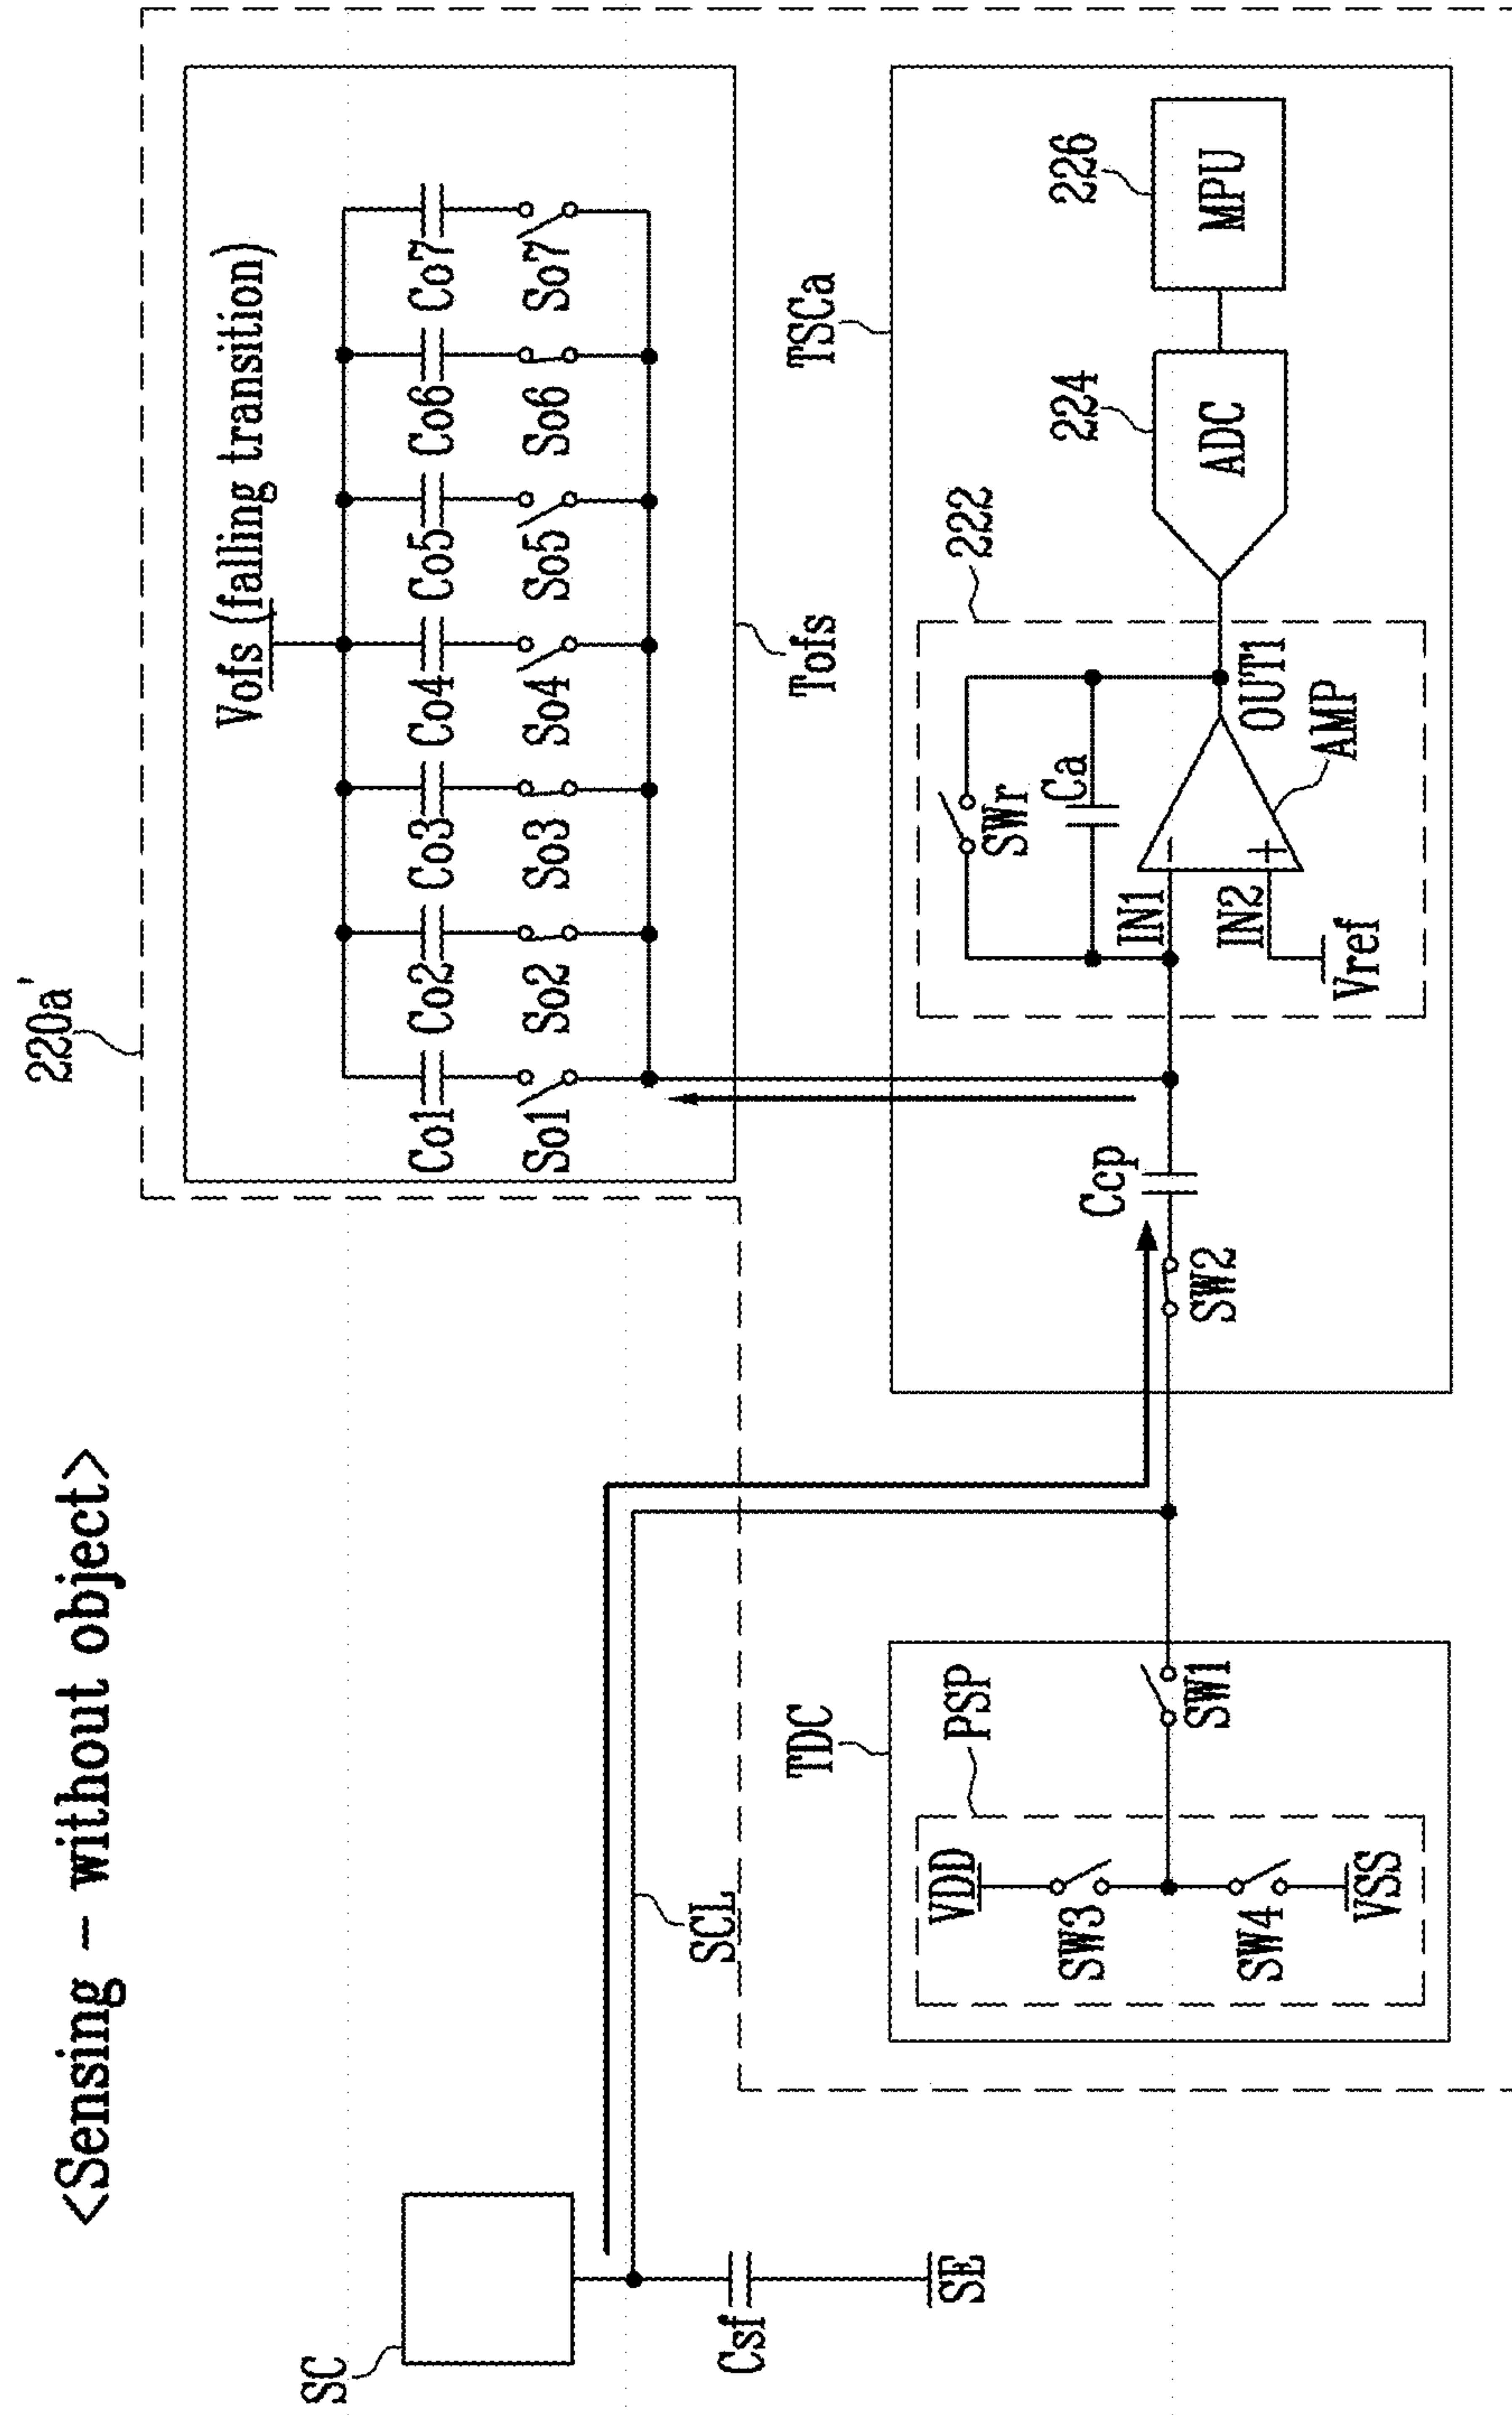 <Sensing – without object>
220a'
Vofs (falling transition)
Co1 Co2 Co3 Co4 Co5 Co6 Co7
So1 So2 So3 So4 So5 So6 So7
SC
SCL
Csf
SE
Tofs
TDC
PSP
VDD
SW3
SW4
VSS
SW1
TSCa
SW2
Ccp
222
SWr
Ca
IN1
IN2
Vref
–
+
OUT1
AMP
224
ADC
226
MPU